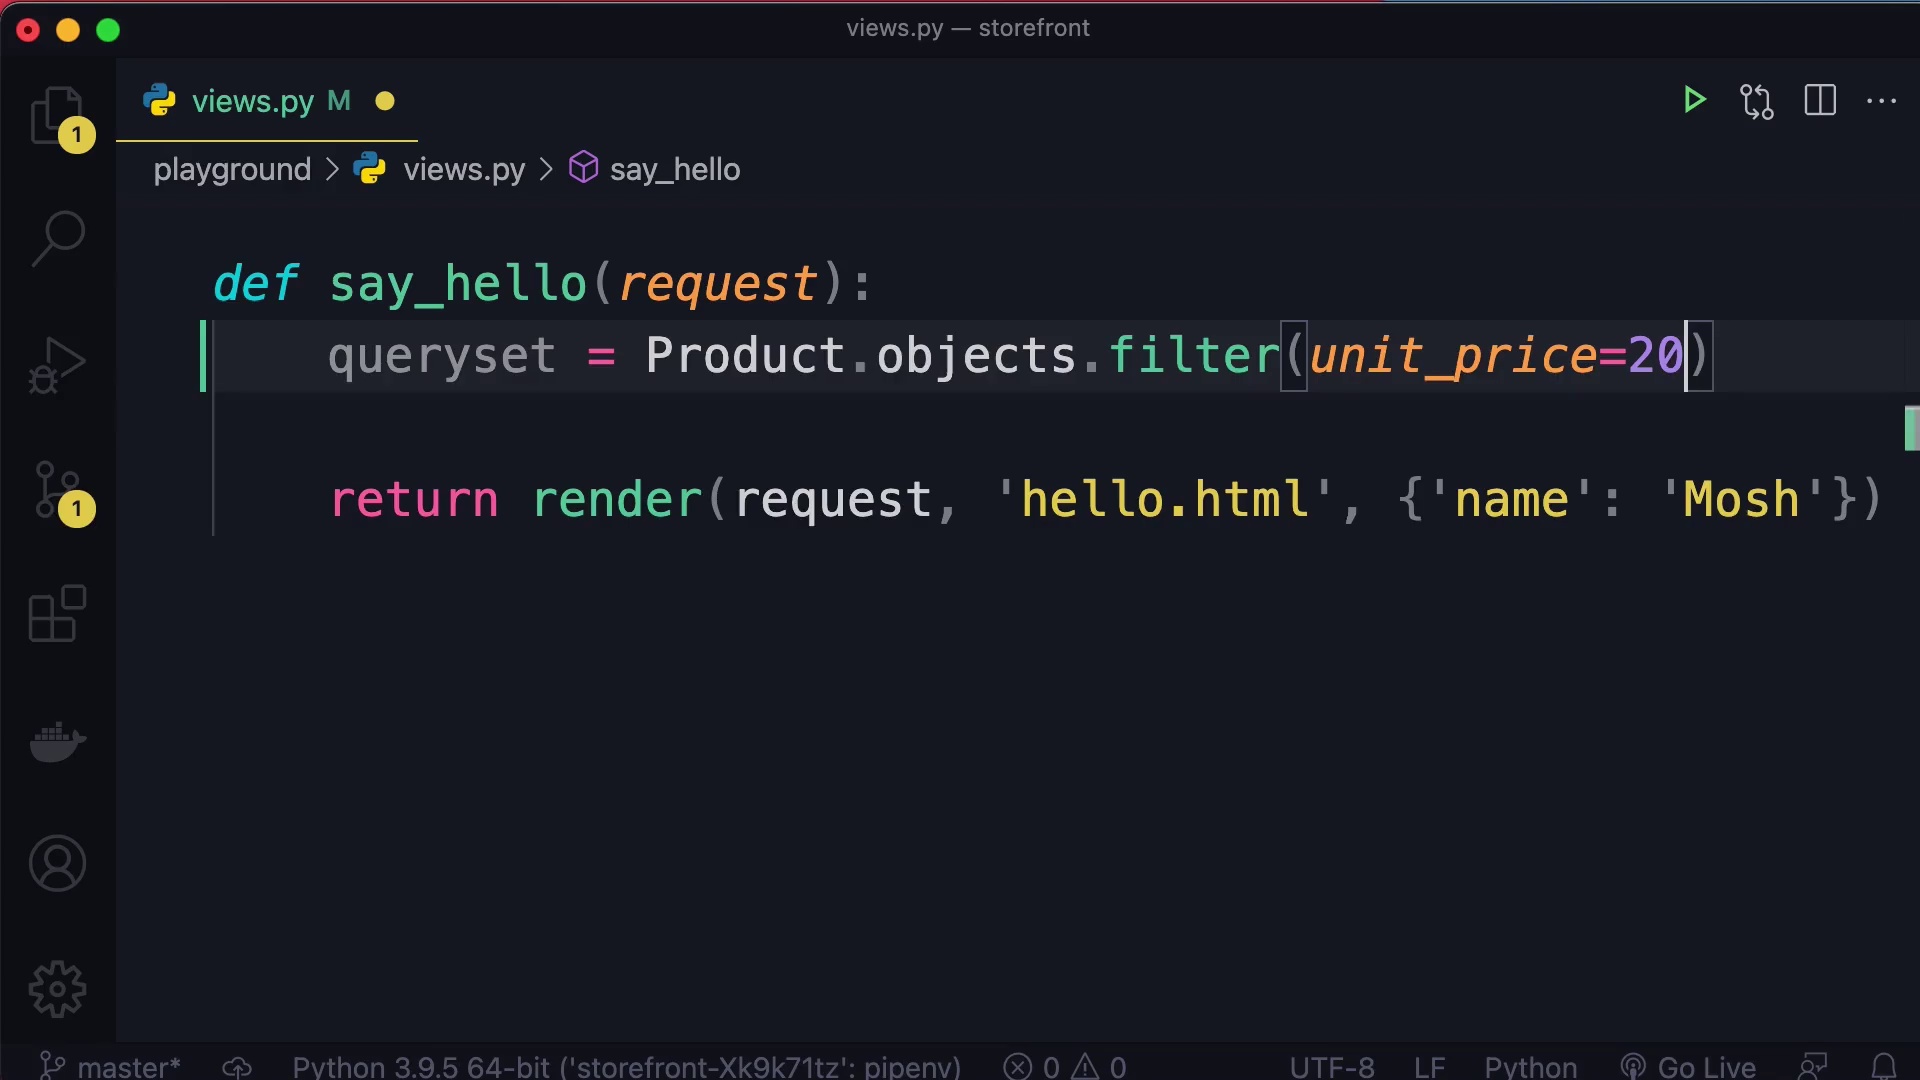 views.py — storefront
views.py M
1
playground > views.py > say_hello
def say_hello(request):
queryset = Product.objects.filter(unit_price=20)
return render(request, 'hello.html', {'name': 'Mosh'})
1
master* Python 3.9.5 64-bit ('storefront-Xk9k71tz': pipenv) 0 0 UTF-8 LF Python Go Live